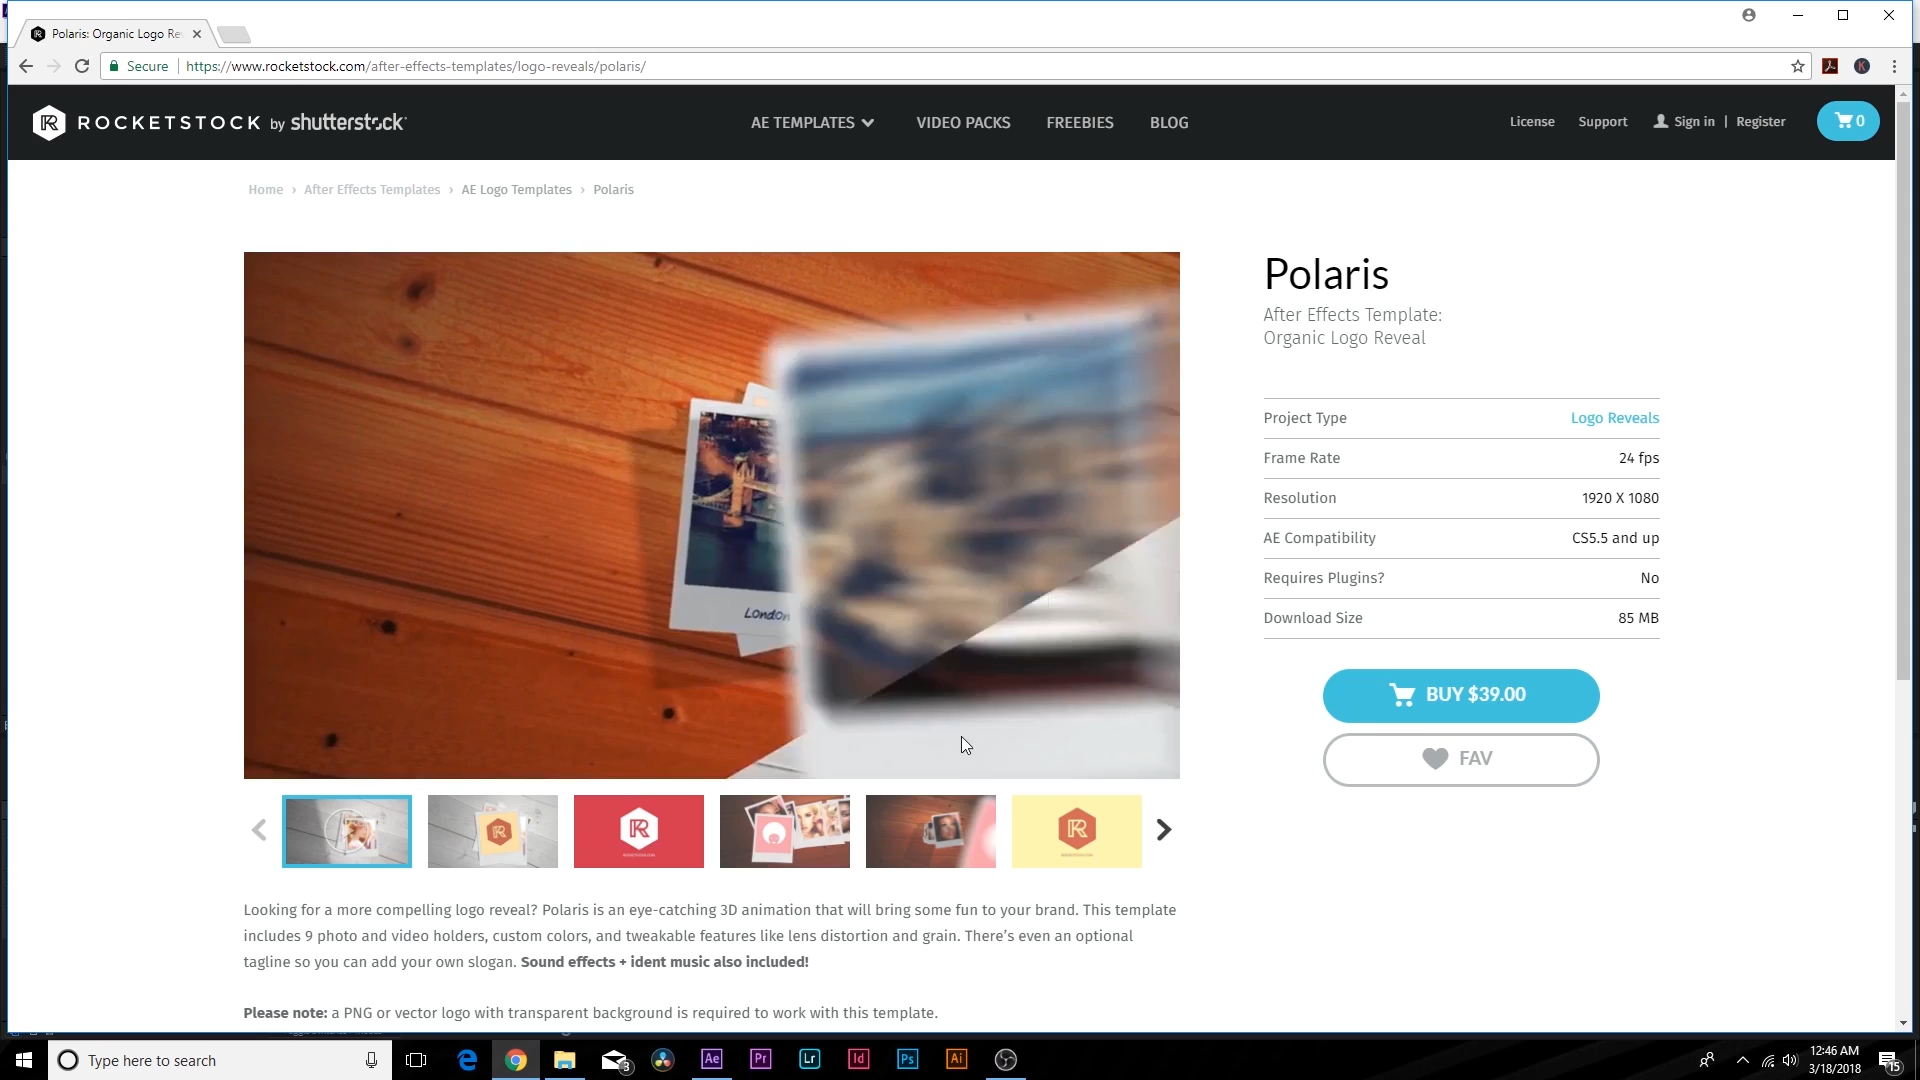 Polaris: Organic Logo Re
Secure
https://www.rocketstock.com/after-effects-templates/logo-reveals/polaris/
ROCKETSTOCK by shutterstock
AE TEMPLATES
VIDEO PACKS
FREEBIES
BLOG
License
Support
Sign in | Register
0
Home › After Effects Templates › AE Logo Templates › Polaris
London
Polaris
After Effects Template:
Organic Logo Reveal
Project Type Logo Reveals
Frame Rate 24 fps
Resolution 1920 X 1080
AE Compatibility CS5.5 and up
Requires Plugins? No
Download Size 85 MB
BUY $39.00
FAV
Looking for a more compelling logo reveal? Polaris is an eye-catching 3D animation that will bring some fun to your brand. This template
includes 9 photo and video holders, custom colors, and tweakable features like lens distortion and grain. There's even an optional
tagline so you can add your own slogan. Sound effects + ident music also included!
Please note: a PNG or vector logo with transparent background is required to work with this template.
Type here to search
3
Ae
Pr
Lr
Id
Ps
Ai
12:46 AM
3/18/2018
15